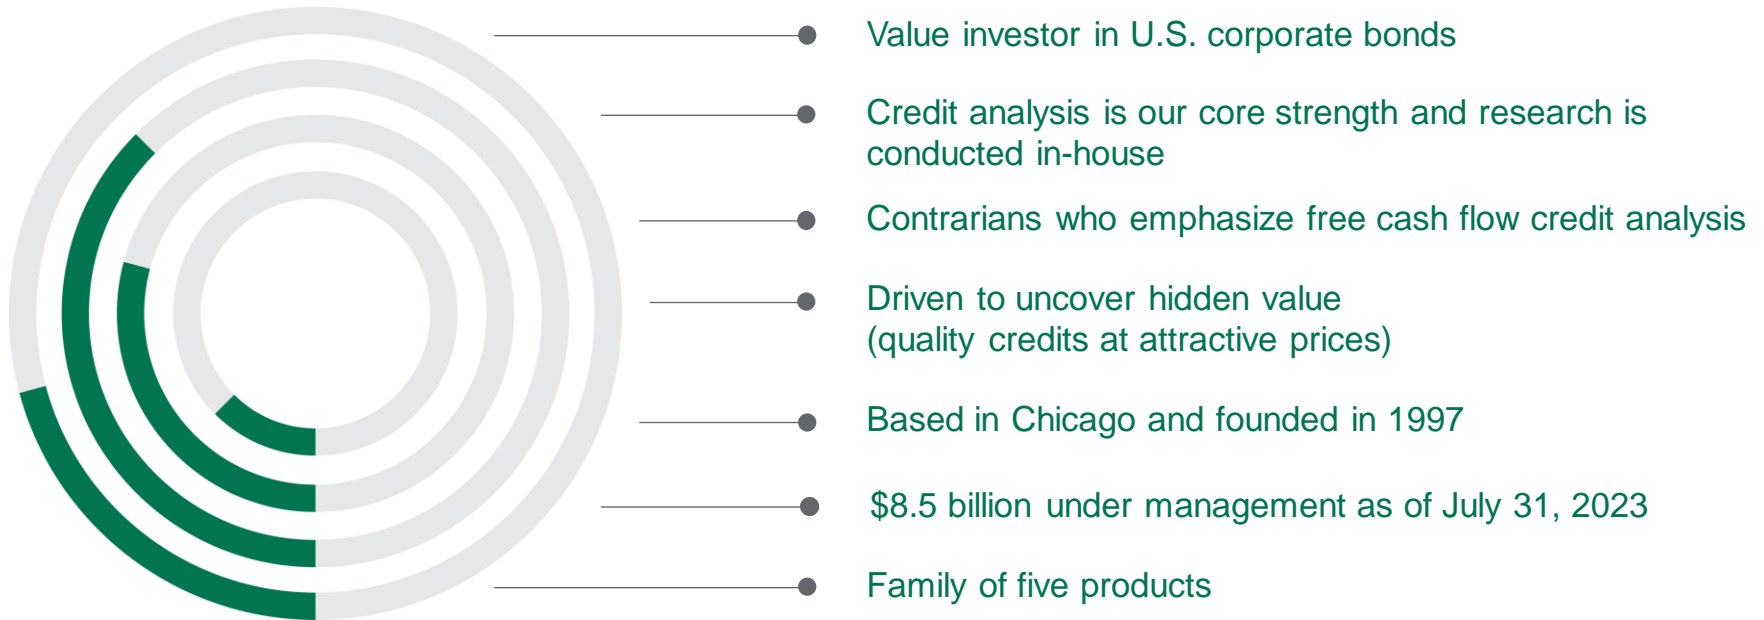 Value investor in U.S. corporate bonds
Credit analysis is our core strength and research is
conducted in-house
Contrarians who emphasize free cash flow credit analysis
Driven to uncover hidden value
(quality credits at attractive prices)
Based in Chicago and founded in 1997
$8.5 billion under management as of July 31, 2023
Family of five products